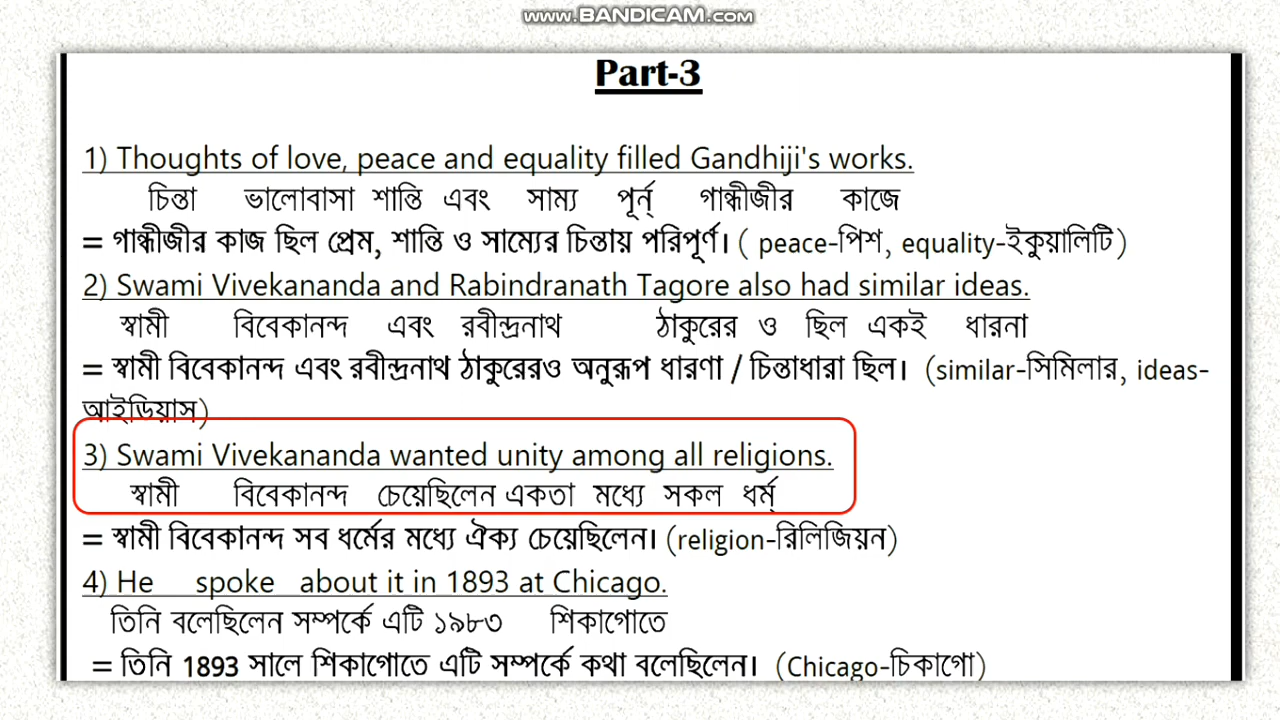 www.BANDICAM.com
Part-3
1) Thoughts of love, peace and equality filled Gandhiji's works.
চিন্তা ভালোবাসা শান্তি এবং সাম্য পূর্ন্ গান্ধীজীর কাজে
= গান্ধীজীর কাজ ছিল প্রেম, শান্তি ও সাম্যের চিন্তায় পরিপূর্ণ। ( peace-পিশ, equality-ইকুয়ালিটি)
2) Swami Vivekananda and Rabindranath Tagore also had similar ideas.
স্বামী বিবেকানন্দ এবং রবীন্দ্রনাথ ঠাকুরের ও ছিল একই ধারনা
= স্বামী বিবেকানন্দ এবং রবীন্দ্রনাথ ঠাকুরেরও অনুরূপ ধারণা / চিন্তাধারা ছিল। (similar-সিমিলার, ideas-
আইডিয়াস)
3) Swami Vivekananda wanted unity among all religions.
স্বামী বিবেকানন্দ চেয়েছিলেন একতা মধ্যে সকল ধর্ম্
= স্বামী বিবেকানন্দ সব ধর্মের মধ্যে ঐক্য চেয়েছিলেন। (religion-রিলিজিয়ন)
4) He spoke about it in 1893 at Chicago.
তিনি বলেছিলেন সম্পর্কে এটি ১৯৮৩ শিকাগোতে
= তিনি 1893 সালে শিকাগোতে এটি সম্পর্কে কথা বলেছিলেন। (Chicago-চিকাগো)